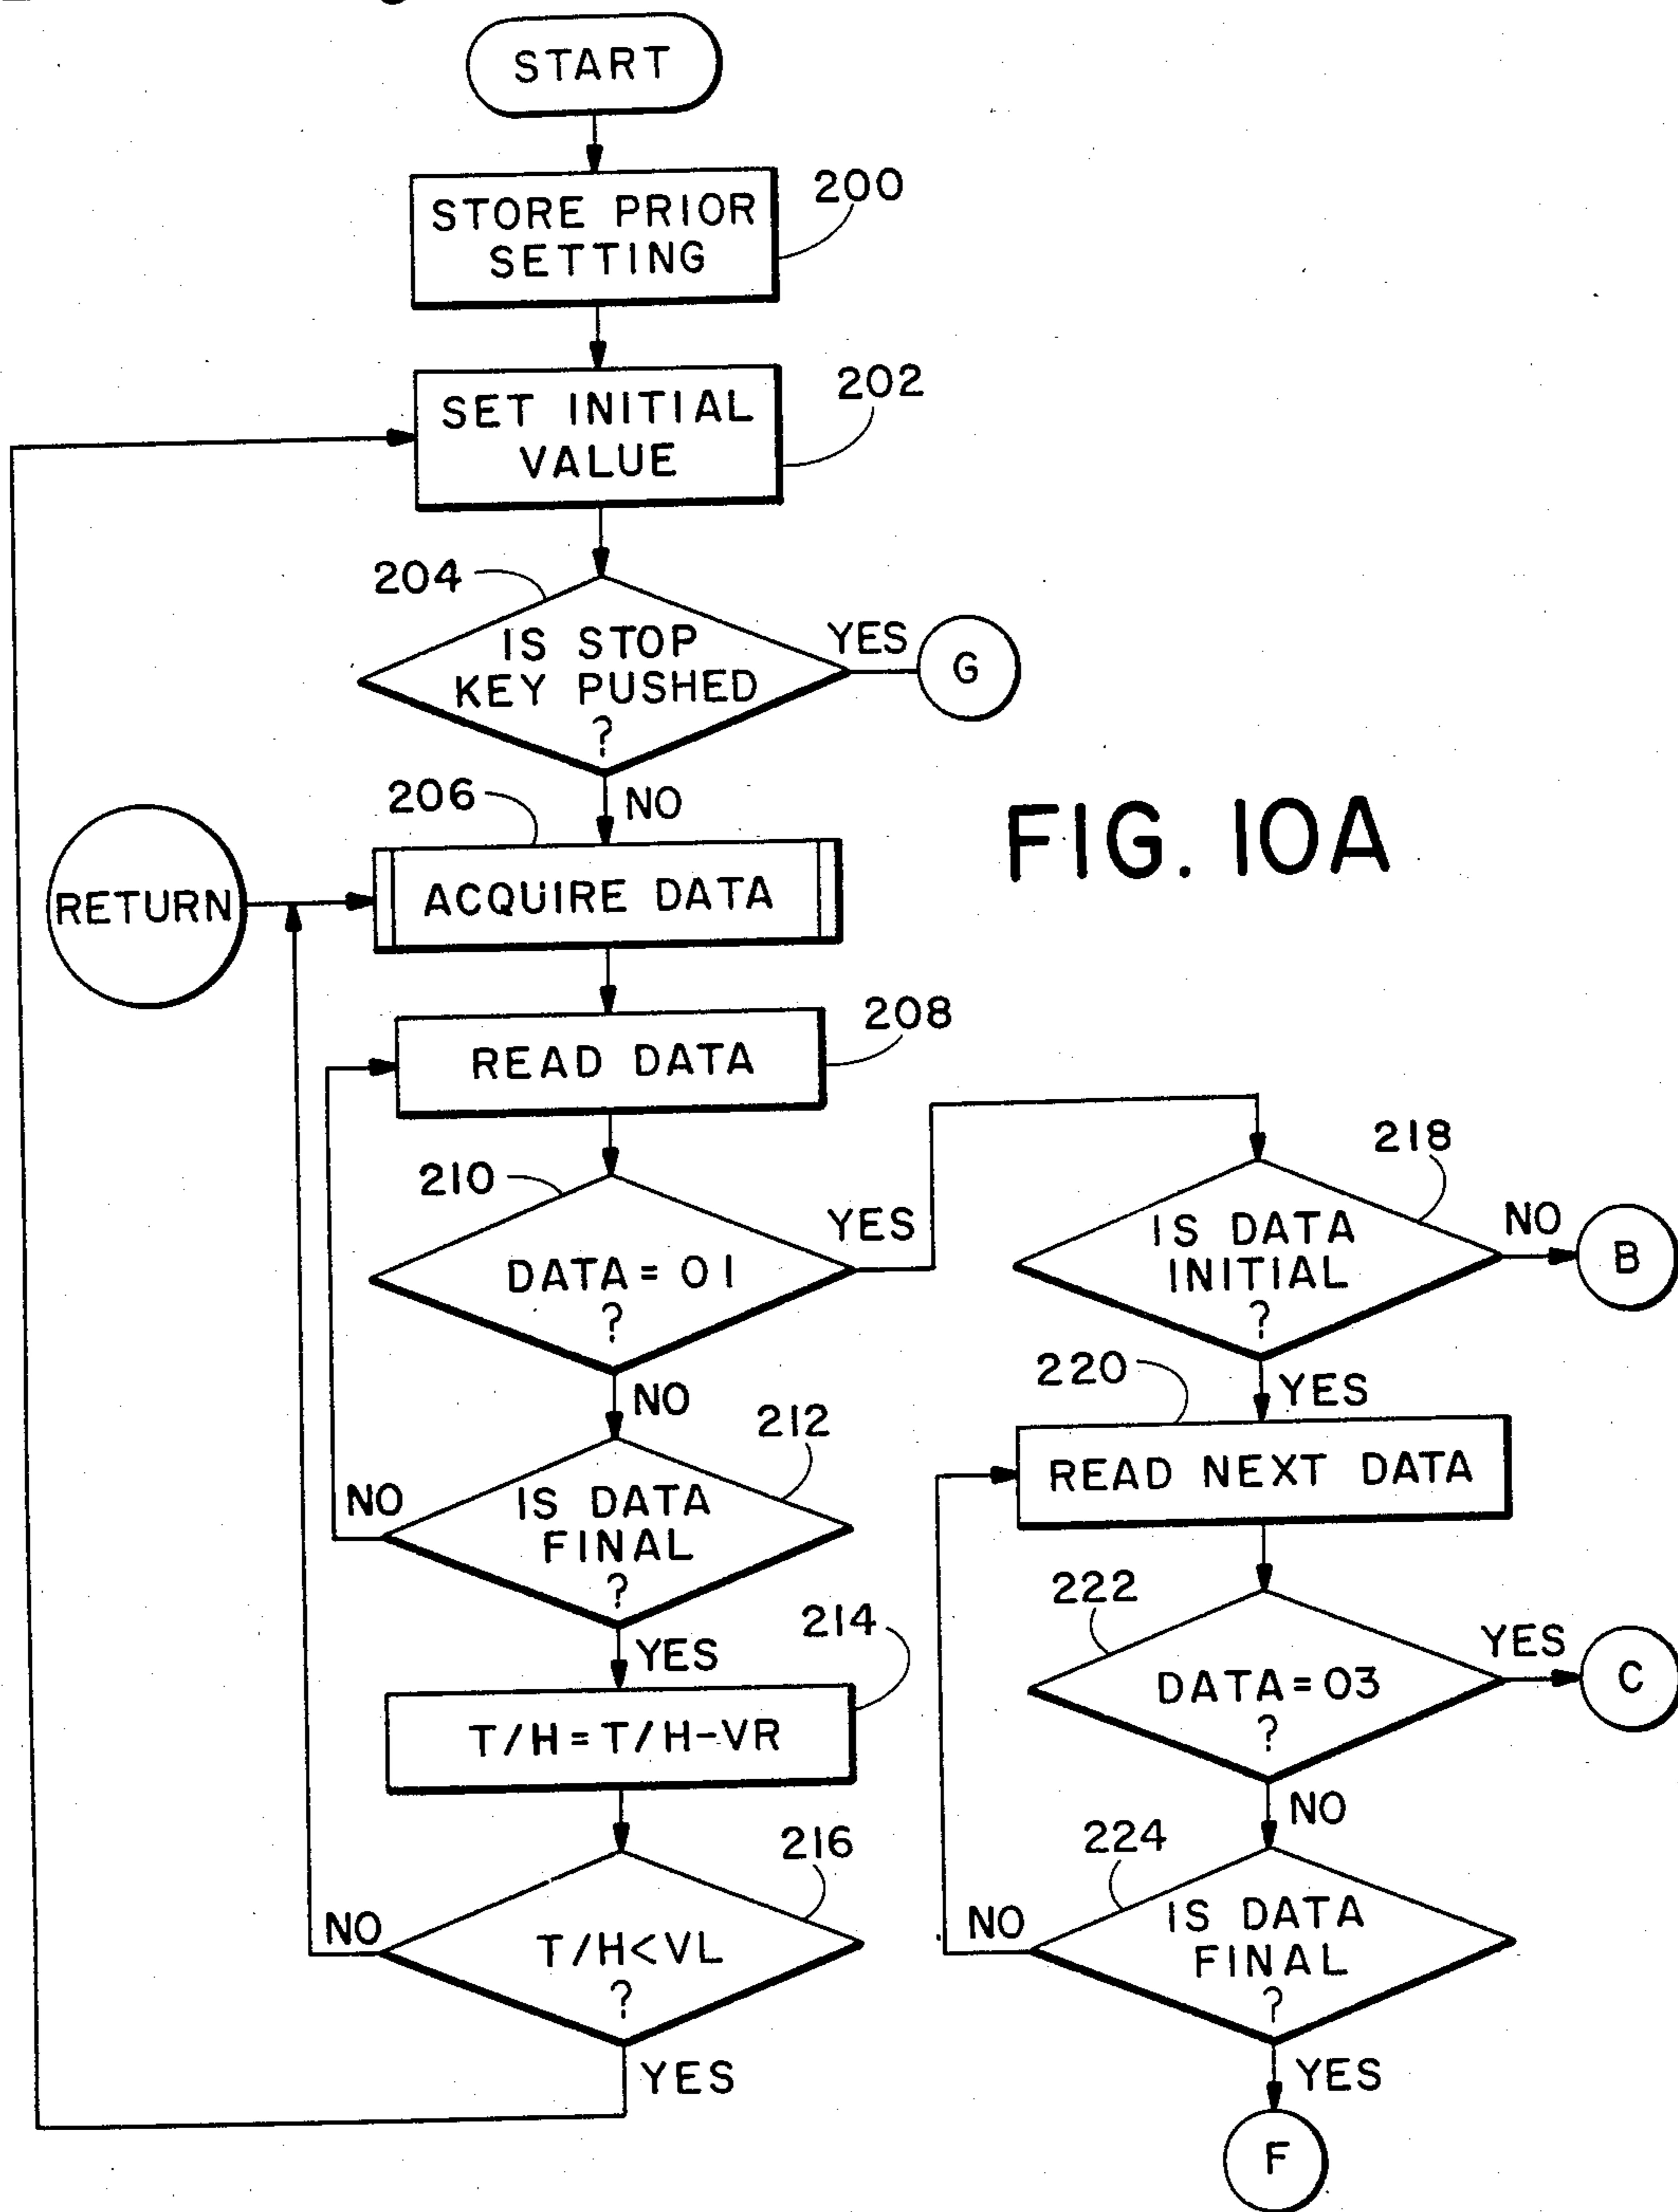 START
200
STORE PRIOR
SETTING
202
SET INITIAL
VALUE
204
IS STOP
KEY PUSHED
?
YES
G
NO
206
FIG. 10A
RETURN
ACQUIRE DATA
208
READ DATA
210
DATA = 01
?
YES
218
IS DATA
INITIAL
?
NO
B
NO
YES
212
IS DATA
FINAL
?
NO
220
READ NEXT DATA
YES
214
T/H = T/H-VR
222
DATA = 03
?
YES
C
NO
216
T/H<VL
?
NO
YES
224
IS DATA
FINAL
?
NO
YES
F